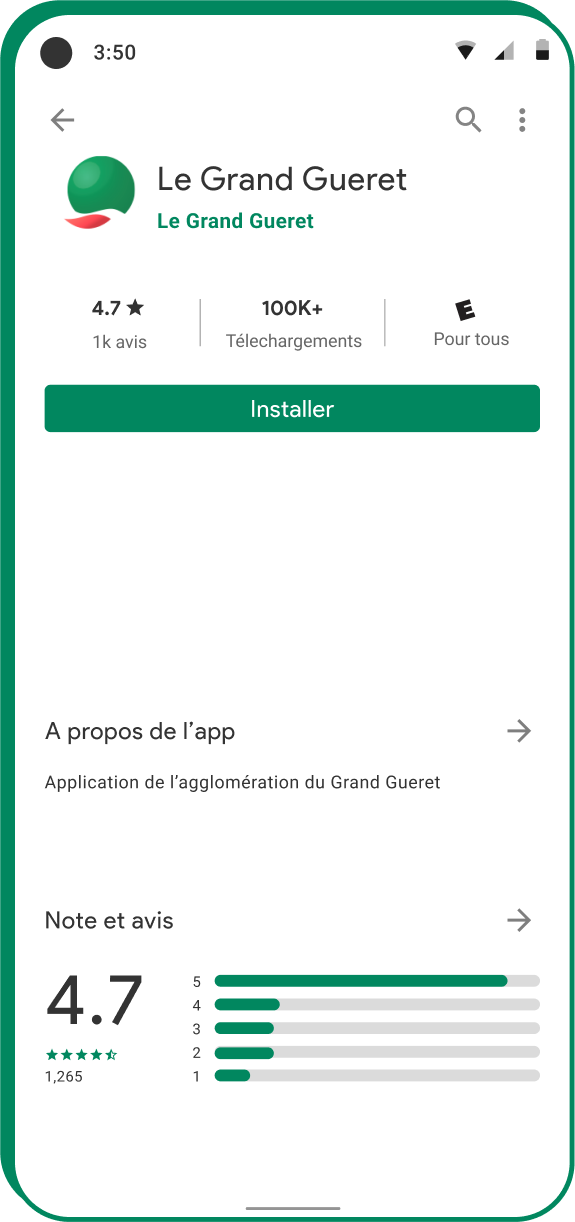 3:50
Le Grand Gueret
Le Grand Gueret
4.7 ★ 100K+ E
1k avis Télechargements Pour tous
Installer
A propos de l'app
Application de l'agglomération du Grand Gueret
Note et avis
4.7
5
4
3
2
1
1,265